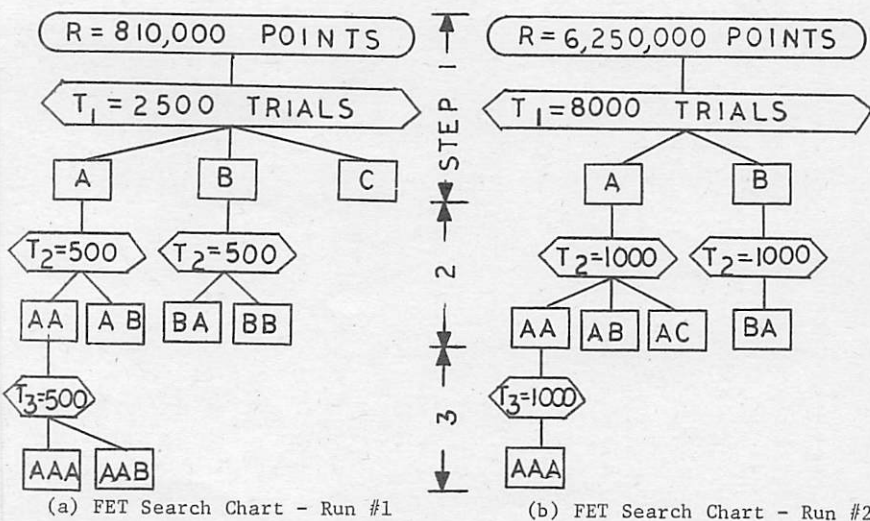 R = 810,000 POINTS
T1 = 2500 TRIALS
A B C
T2=500 T2=500
AA AB BA BB
T3=500
AAA AAB
(a) FET Search Chart - Run #1
STEP 1
2
3
R = 6,250,000 POINTS
T1 = 8000 TRIALS
A B
T2=1000 T2=1000
AA AB AC BA
T3=1000
AAA
(b) FET Search Chart - Run #2